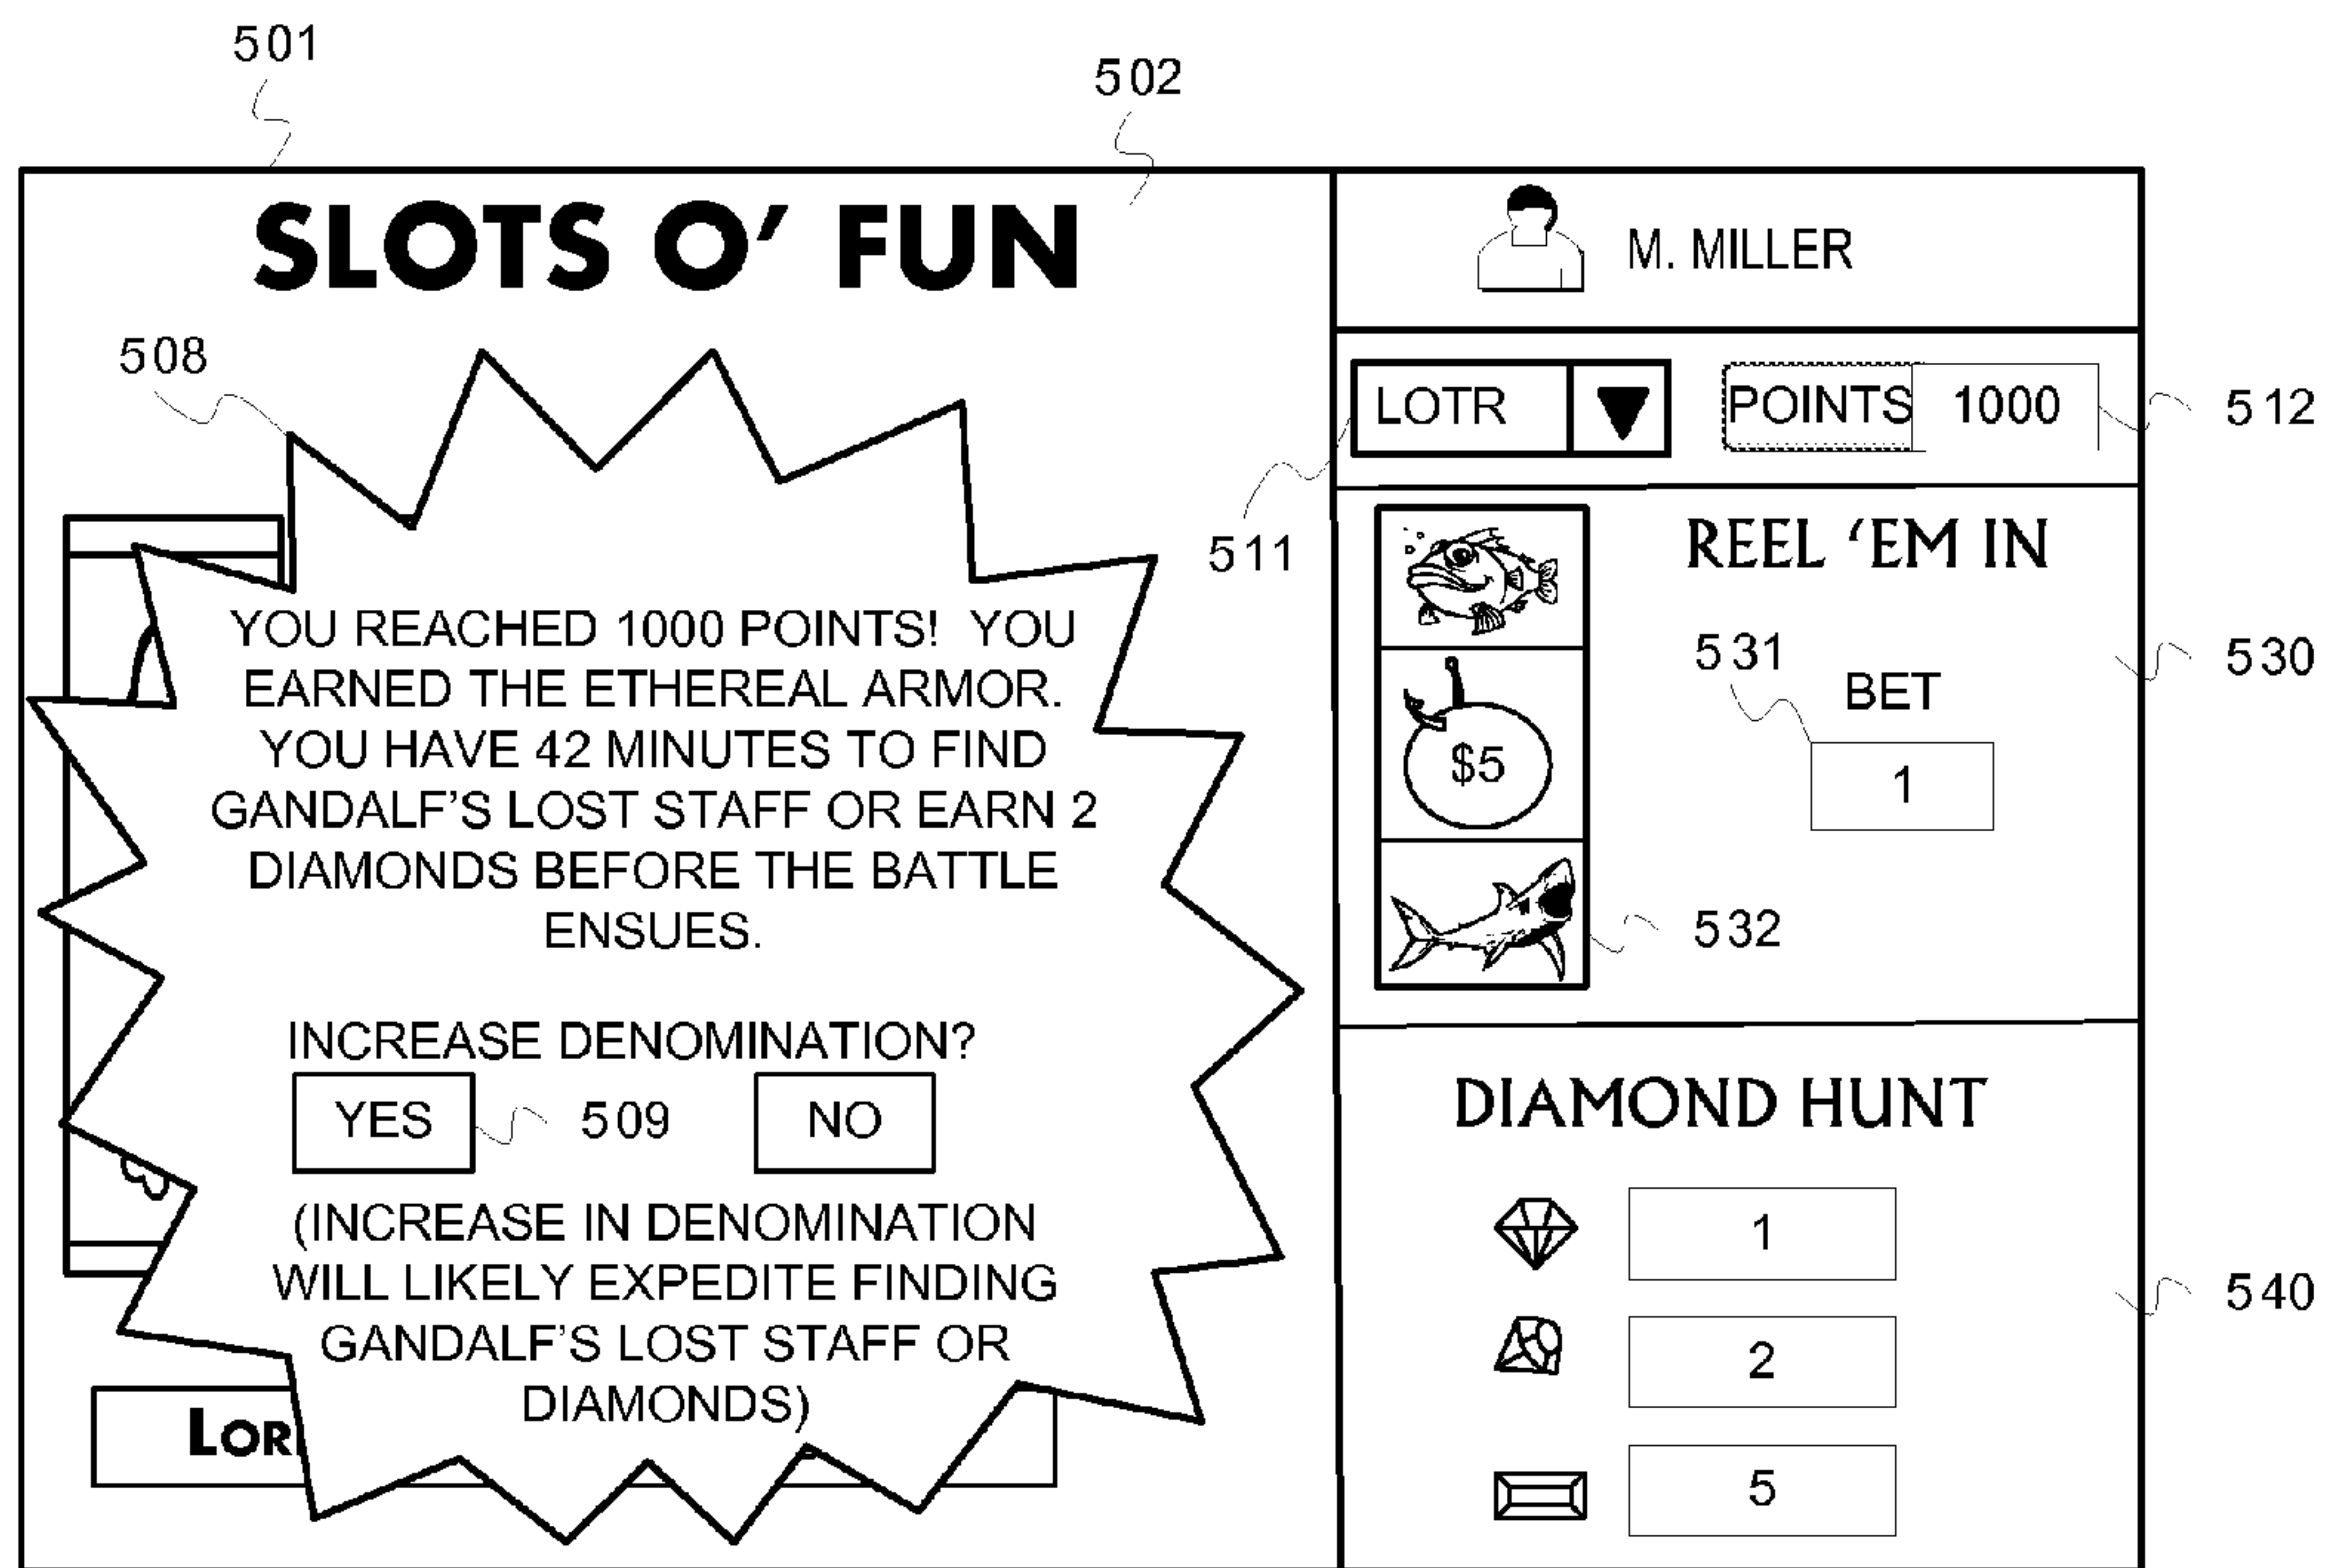 501
502
SLOTS O' FUN
M. MILLER
508
LOTR
POINTS 1000
512
511
REEL 'EM IN
YOU REACHED 1000 POINTS! YOU
EARNED THE ETHEREAL ARMOR.
YOU HAVE 42 MINUTES TO FIND
GANDALF'S LOST STAFF OR EARN 2
DIAMONDS BEFORE THE BATTLE
ENSUES.
531
530
BET
$5
1
532
INCREASE DENOMINATION?
YES
509
NO
(INCREASE IN DENOMINATION
WILL LIKELY EXPEDITE FINDING
GANDALF'S LOST STAFF OR
DIAMONDS)
LOR
DIAMOND HUNT
1
540
2
5